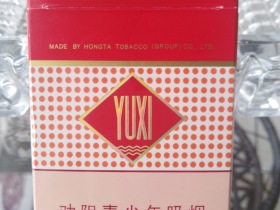 MADE BY HONGTA TOBACCO (GROUP) CO., LTD.
YUXI
劝阻青少年吸烟